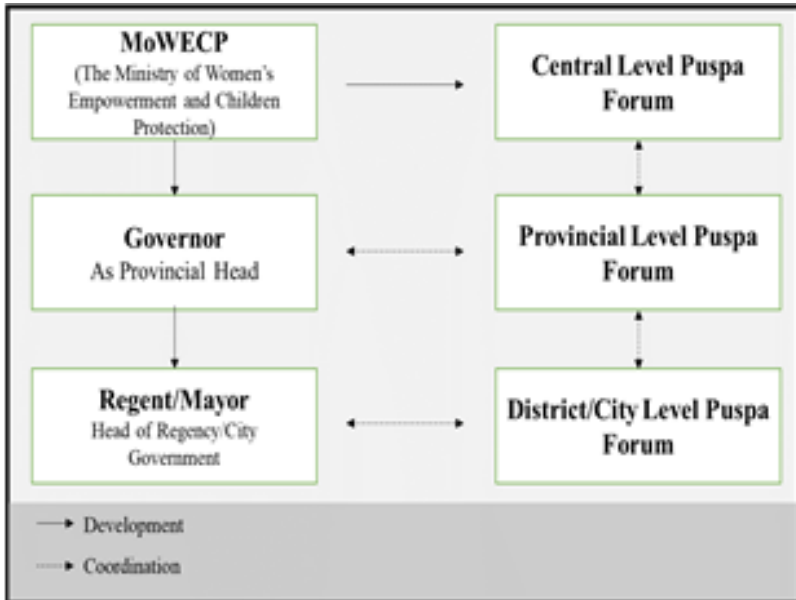 MoWECP
(The Ministry of Women's
Empowerment and Children
Protection)
Central Level Puspa
Forum
Governor
As Provincial Head
Provincial Level Puspa
Forum
Regent/Mayor
Head of Regency/City
Government
District/City Level Puspa
Forum
Development
Coordination